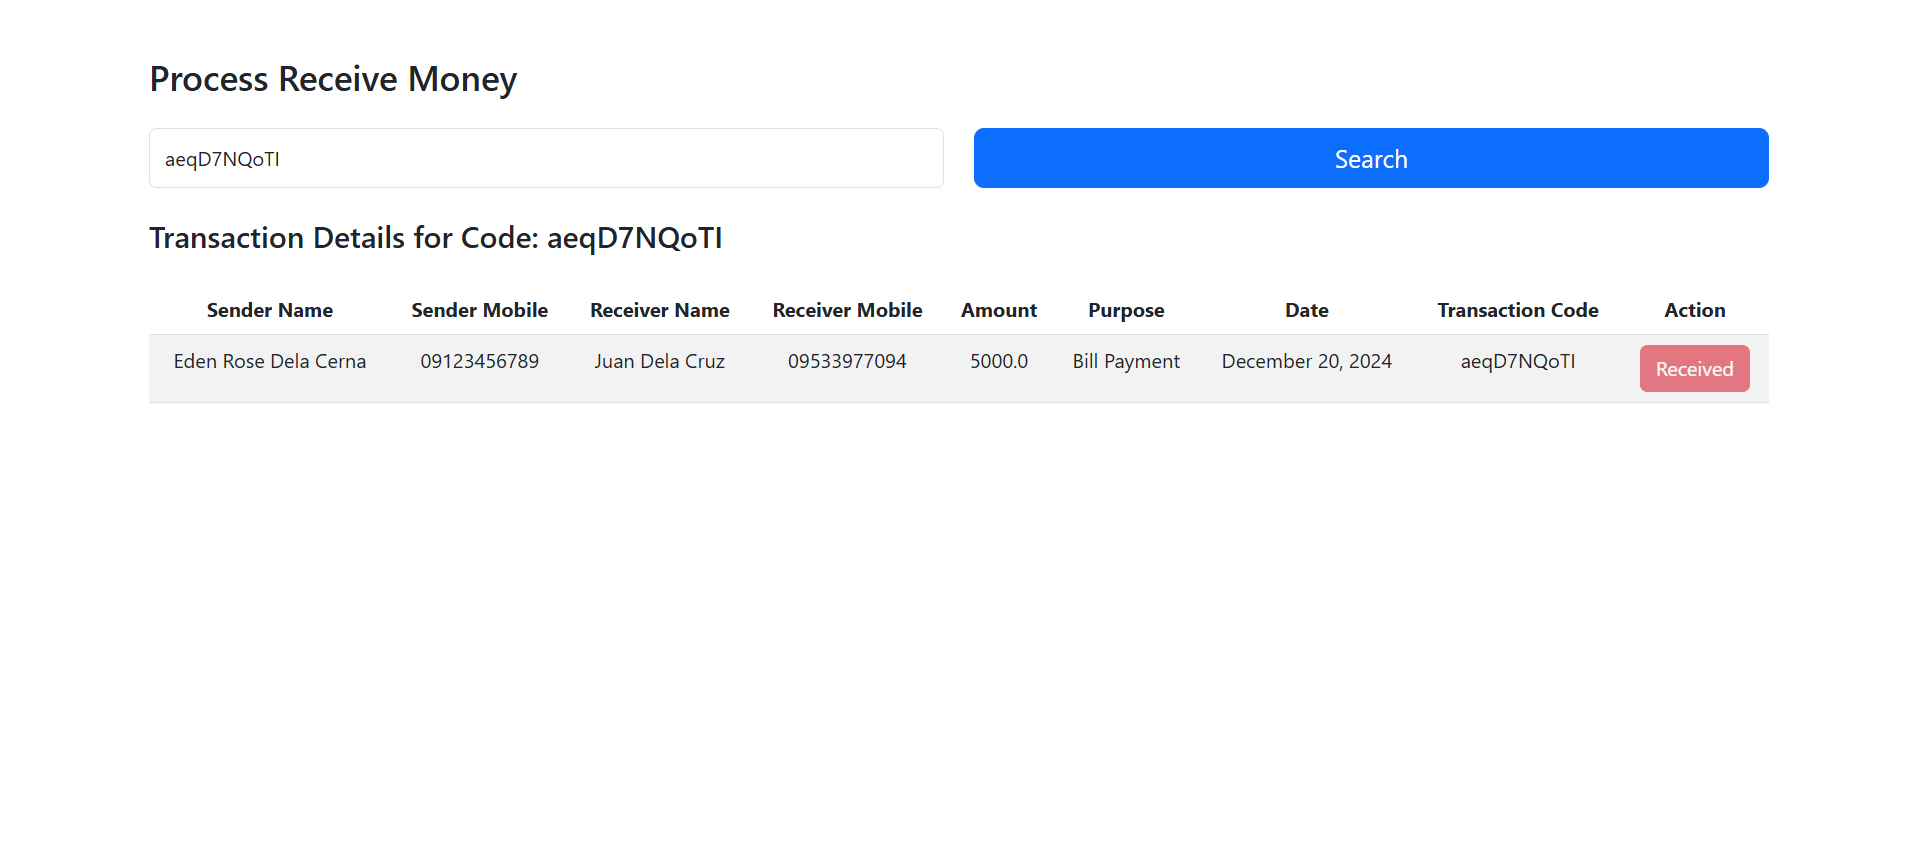 Process Receive Money
aeqD7NQoTI
Search
Transaction Details for Code: aeqD7NQoTI
Sender Name Sender Mobile Receiver Name Receiver Mobile Amount Purpose Date Transaction Code Action
Eden Rose Dela Cerna 09123456789 Juan Dela Cruz 09533977094 5000.0 Bill Payment December 20, 2024 aeqD7NQoTI Received